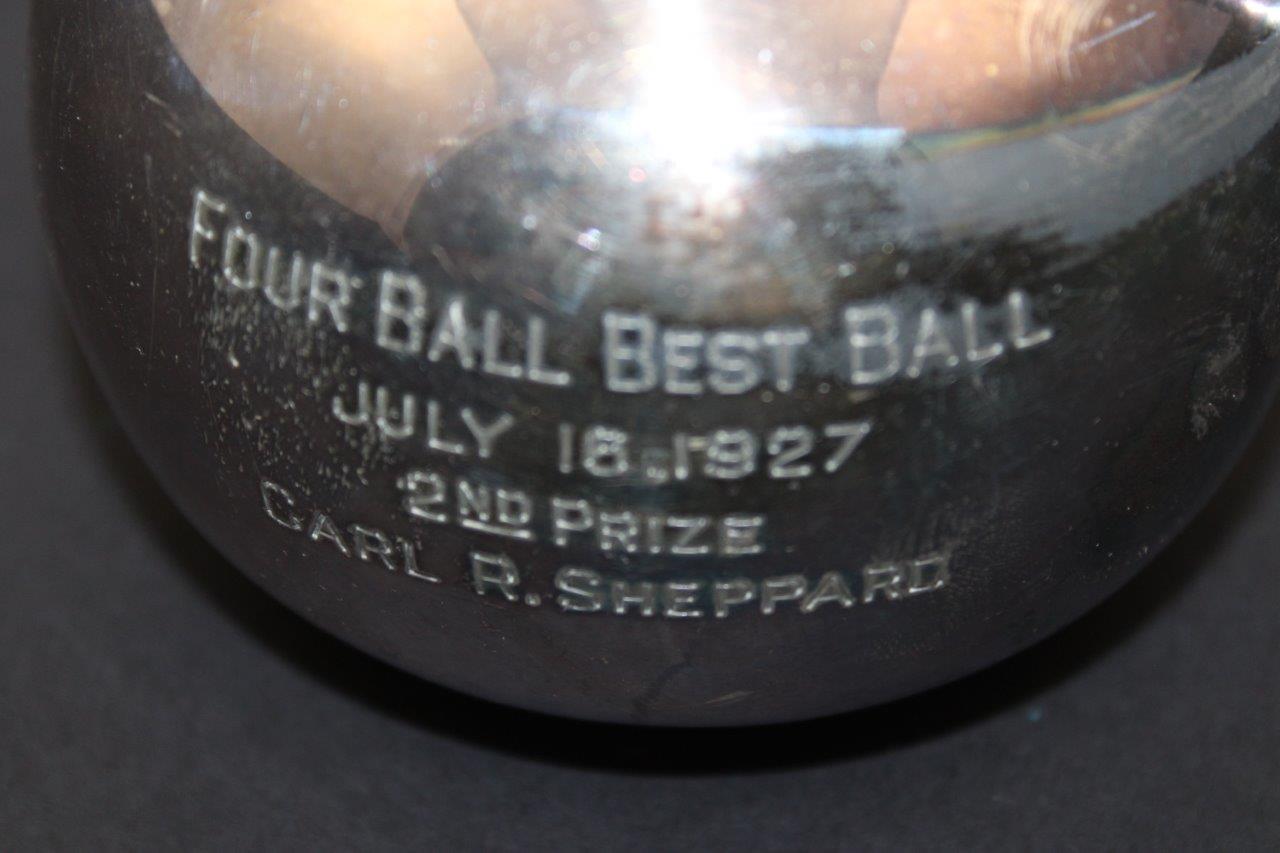 FOUR BALL BEST BALL
JULY 16, 1927
2ND PRIZE
CARL R. SHEPPARD